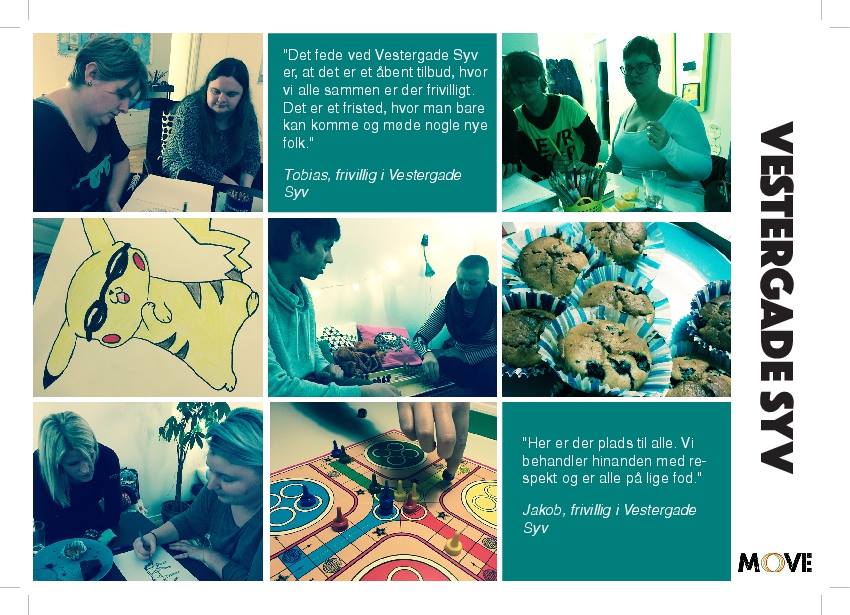 "Det fede ved Vestergade Syv
er, at det er et åbent tilbud, hvor
vi alle sammen er der frivilligt.
Det er et fristed, hvor man bare
kan komme og møde nogle nye
folk."
Tobias, frivillig i Vestergade
Syv
"Her er der plads til alle. Vi
behandler hinanden med re-
spekt og er alle på lige fod."
Jakob, frivillig i Vestergade
Syv
VESTERGADE SYV
MOVE